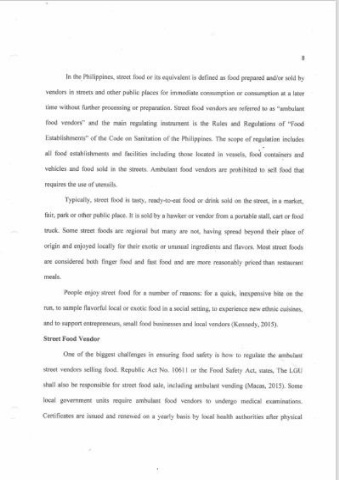 3
In the Philippines, street food or its equivalent is defined as food prepared and/or sold by
vendors in streets and other public places for immediate consumption or consumption at a later
time without further processing or preparation. Street food vendors are referred to as "ambulant
food vendors" and the main regulating instrument is the Rules and Regulations of "Food
Establishments" of the Code on Sanitation of the Philippines. The scope of regulation includes
all food establishments and facilities including those located in vessels, food containers and
vehicles and food sold in the streets. Ambulant food vendors are prohibited to sell food that
requires the use of utensils.
Typically, street food is tasty, ready-to-eat food or drink sold on the street, in a market,
fair, park or other public place. It is sold by a hawker or vendor from a portable stall, cart or food
truck. Some street foods are regional but many are not, having spread beyond their place of
origin and enjoyed locally for their exotic or unusual ingredients and flavors. Most street foods
are considered both finger food and fast food and are more reasonably priced than restaurant
meals.
People enjoy street food for a number of reasons: for a quick, inexpensive bite on the
run, to sample flavorful local or exotic food in a social setting, to experience new ethnic cuisines,
and to support entrepreneurs, small food businesses and local vendors (Kennedy, 2015).
Street Food Vendor
One of the biggest challenges in ensuring food safety is how to regulate the ambulant
street vendors selling food. Republic Act No. 10611 or the Food Safety Act, states, The LGU
shall also be responsible for street food sale, including ambulant vending (Macas, 2015). Some
local government units require ambulant food vendors to undergo medical examinations.
Certificates are issued and renewed on a yearly basis by local health authorities after physical